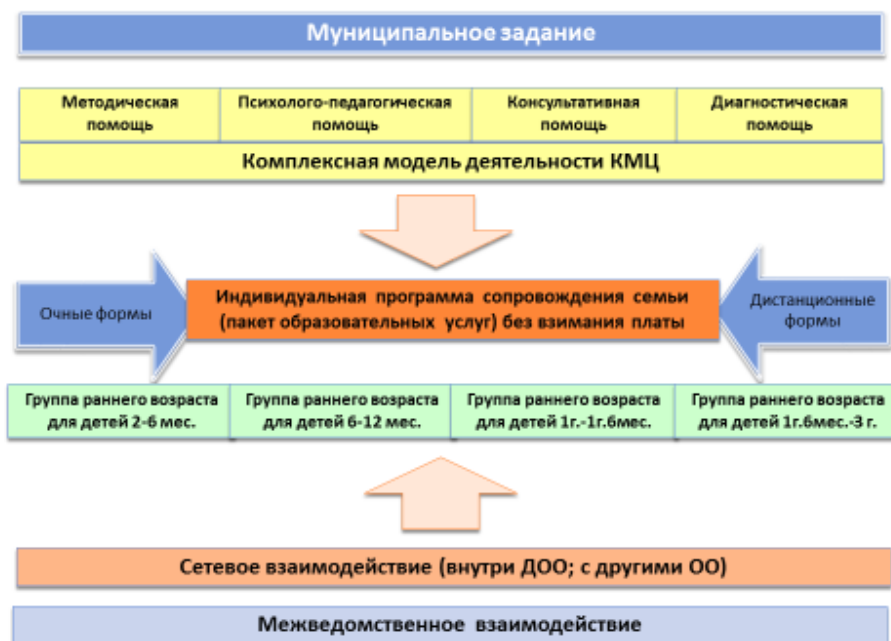 Муниципальное задание
Методическая помощь
Психолого-педагогическая помощь
Консультативная помощь
Диагностическая помощь
Комплексная модель деятельности КМЦ
Очные формы
Индивидуальная программа сопровождения семьи
(пакет образовательных услуг) без взимания платы
Дистанционные
формы
Группа раннего возраста
для детей 2-6 мес.
Группа раннего возраста
для детей 6-12 мес.
Группа раннего возраста
для детей 1г.-1г.6мес.
Группа раннего возраста
для детей 1г.6мес.-3 г.
Сетевое взаимодействие (внутри ДОО; с другими ОО)
Межведомственное взаимодействие